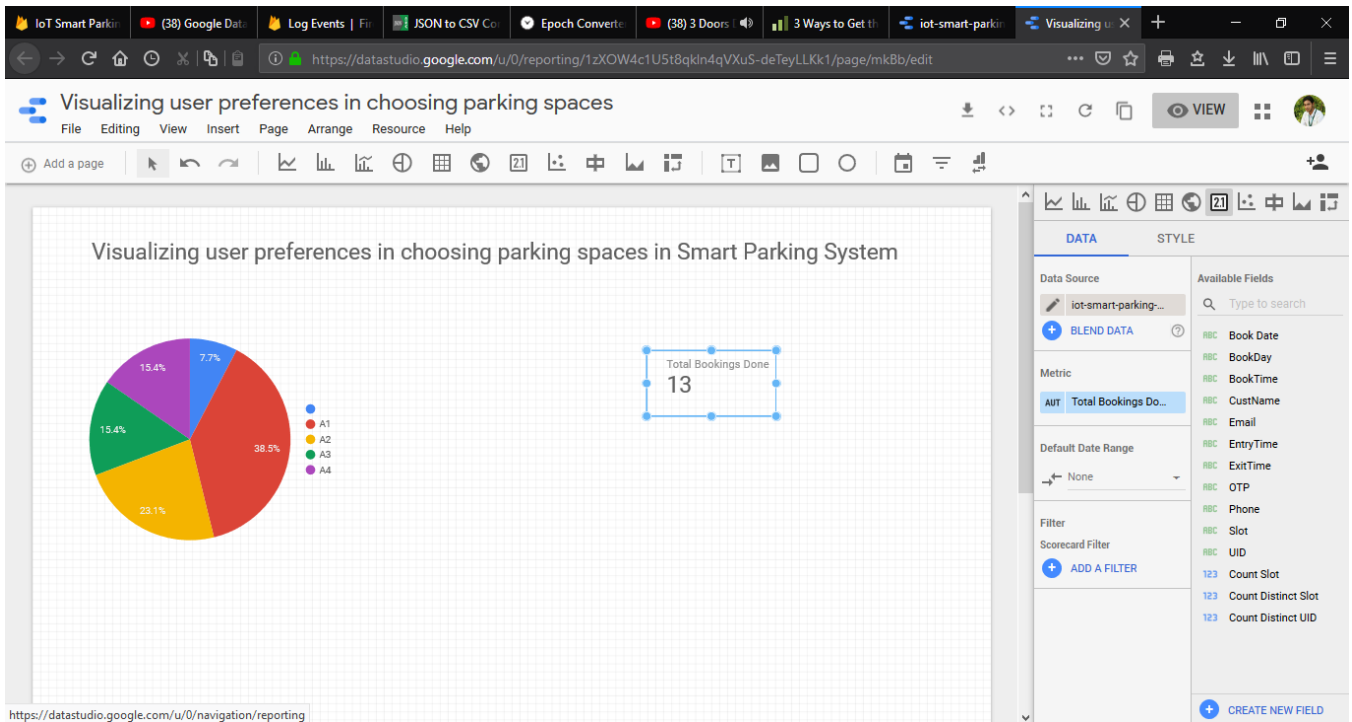 IoT Smart Parkin
(38) Google Data
Log Events | Fir
JSON to CSV Con
Epoch Converte
(38) 3 Doors D
3 Ways to Get th
iot-smart-parkin
Visualizing us
https://datastudio.google.com/u/0/reporting/1zXOW4c1U5t8qkln4qVXuS-deTeyLLKk1/page/mkBb/edit
Visualizing user preferences in choosing parking spaces
File Editing View Insert Page Arrange Resource Help
VIEW
Add a page
Visualizing user preferences in choosing parking spaces in Smart Parking System
7.7%
15.4%
15.4%
38.5%
23.1%
A1
A2
A3
A4
Total Bookings Done
13
DATA STYLE
Data Source
iot-smart-parking-...
BLEND DATA
Metric
AUT Total Bookings Do...
Default Date Range
None
Filter
Scorecard Filter
ADD A FILTER
Available Fields
Type to search
ABC Book Date
ABC BookDay
ABC BookTime
ABC CustName
ABC Email
ABC EntryTime
ABC ExitTime
ABC OTP
ABC Phone
ABC Slot
ABC UID
123 Count Slot
123 Count Distinct Slot
123 Count Distinct UID
CREATE NEW FIELD
https://datastudio.google.com/u/0/navigation/reporting